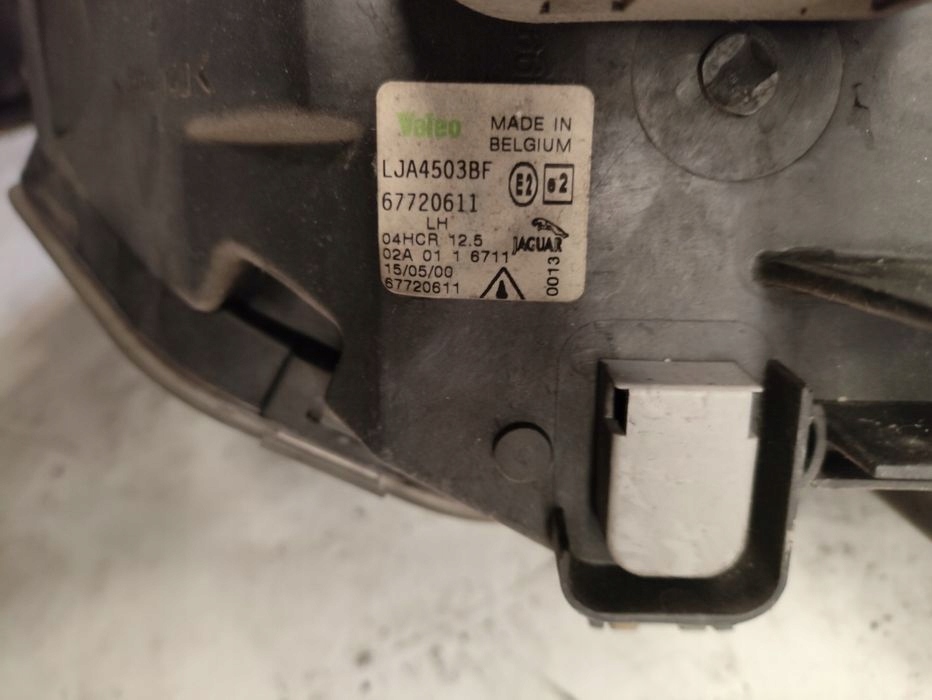 Valeo
MADE IN
BELGIUM
LJA4503BF
E2
e2
67720611
LH
04HCR 12.5
JAGUAR
02A 01 1 6711
15/05/00
67720611
0013